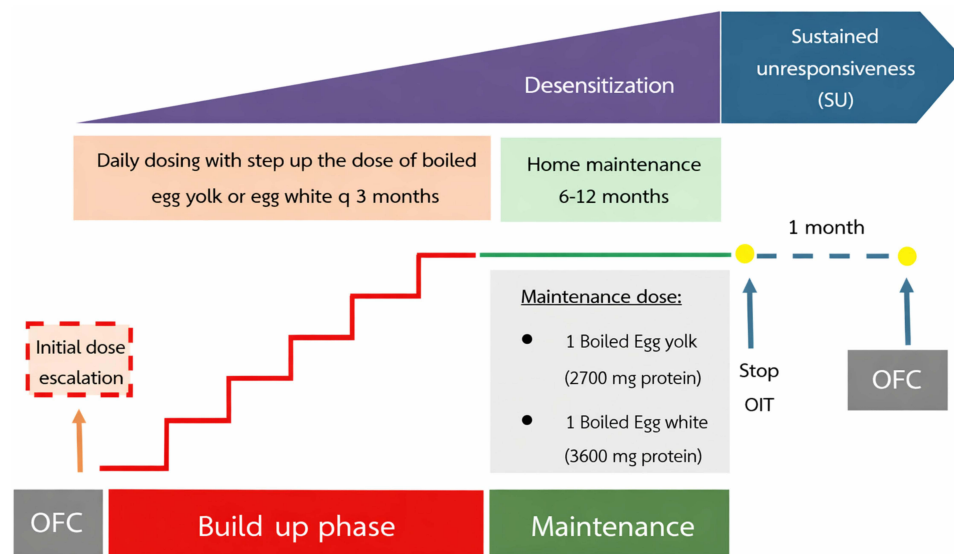 Desensitization
Sustained
unresponsiveness
(SU)
Daily dosing with step up the dose of boiled
egg yolk or egg white q 3 months
Home maintenance
6-12 months
1 month
Initial dose
escalation
Maintenance dose:
● 1 Boiled Egg yolk
(2700 mg protein)
● 1 Boiled Egg white
(3600 mg protein)
Stop
OIT
OFC
OFC
Build up phase
Maintenance